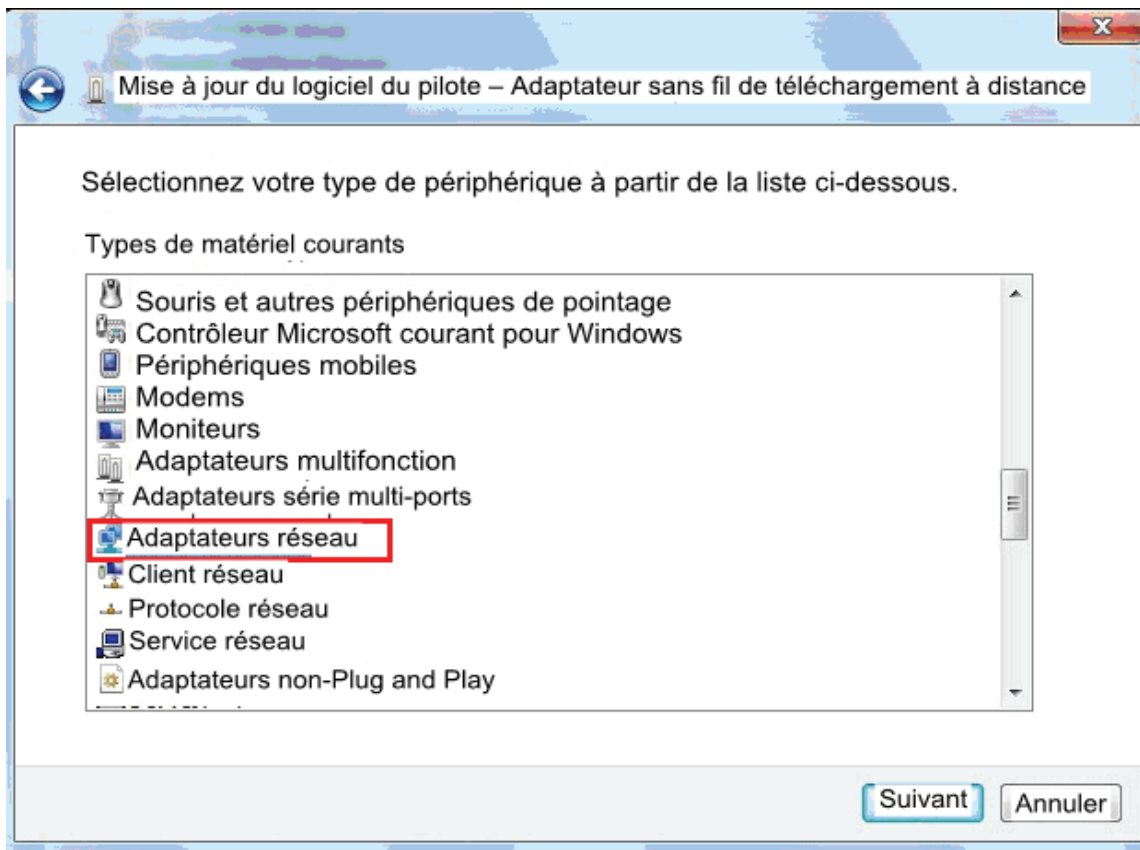 Mise à jour du logiciel du pilote – Adaptateur sans fil de téléchargement à distance
Sélectionnez votre type de périphérique à partir de la liste ci-dessous.
Types de matériel courants
Souris et autres périphériques de pointage
Contrôleur Microsoft courant pour Windows
Périphériques mobiles
Modems
Moniteurs
Adaptateurs multifonction
Adaptateurs série multi-ports
Adaptateurs réseau
Client réseau
Protocole réseau
Service réseau
Adaptateurs non-Plug and Play
Suivant
Annuler